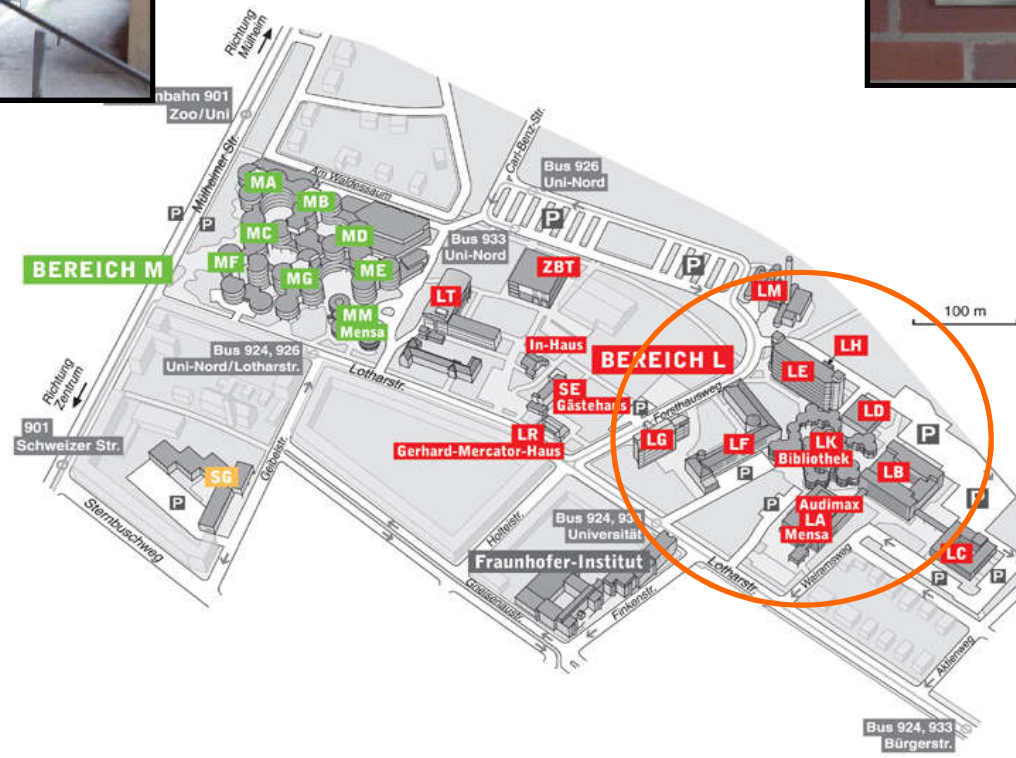 Richtung
Mülheim
nbahn 901
Zoo/Uni
Mülheimer Str.
Carl-Benz-Str.
Bus 926
Uni-Nord
Am Waldessaum
MA
MB
P
P
P
MC
MD
Bus 933
Uni-Nord
BEREICH M
MF
MG
ME
ZBT
P
LM
LT
MM
Mensa
100 m
In-Haus
BEREICH L
LH
LE
Bus 924, 926
Uni-Nord/Lotharstr.
Lotharstr.
Richtung
Zentrum
SE
Gästehaus
P
Forsthausweg
LD
901
Schweizer Str.
LR
Gerhard-Mercator-Haus
LG
LF
LK
Bibliothek
P
Geibelstr.
SG
P
P
LB
P
P
Audimax
LA
Mensa
Sternbuschweg
Holteistr.
Bus 924, 933
Universität
Fraunhofer-Institut
Lotharstr.
Walramsweg
LC
P
P
Gneisenaustr.
Finkenstr.
Aktienweg
Bus 924, 933
Bürgerstr.